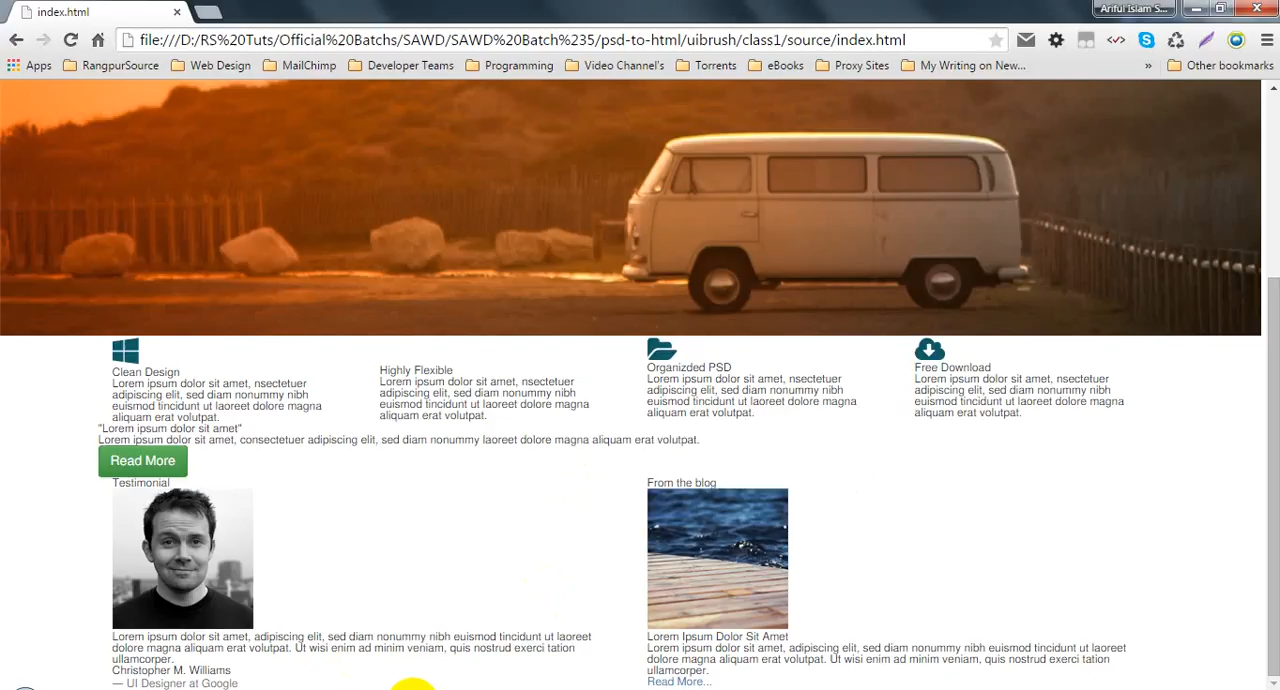 index.html
Ariful Islam S...
file:///D:/RS%20Tuts/Official%20Batchs/SAWD/SAWD%20Batch%235/psd-to-html/uibrush/class1/source/index.html
Apps RangpurSource Web Design MailChimp Developer Teams Programming Video Channel's Torrents eBooks Proxy Sites My Writing on New... » Other bookmarks
Clean Design
Lorem ipsum dolor sit amet, nsectetuer
adipiscing elit, sed diam nonummy nibh
euismod tincidunt ut laoreet dolore magna
aliquam erat volutpat.
Highly Flexible
Lorem ipsum dolor sit amet, nsectetuer
adipiscing elit, sed diam nonummy nibh
euismod tincidunt ut laoreet dolore magna
aliquam erat volutpat.
Organizded PSD
Lorem ipsum dolor sit amet, nsectetuer
adipiscing elit, sed diam nonummy nibh
euismod tincidunt ut laoreet dolore magna
aliquam erat volutpat.
Free Download
Lorem ipsum dolor sit amet, nsectetuer
adipiscing elit, sed diam nonummy nibh
euismod tincidunt ut laoreet dolore magna
aliquam erat volutpat.
"Lorem ipsum dolor sit amet"
Lorem ipsum dolor sit amet, consectetuer adipiscing elit, sed diam nonummy laoreet dolore magna aliquam erat volutpat.
Read More
Testimonial
Lorem ipsum dolor sit amet, adipiscing elit, sed diam nonummy nibh euismod tincidunt ut laoreet
dolore magna aliquam erat volutpat. Ut wisi enim ad minim veniam, quis nostrud exerci tation
ullamcorper.
Christopher M. Williams
— UI Designer at Google
From the blog
Lorem Ipsum Dolor Sit Amet
Lorem ipsum dolor sit amet, adipiscing elit, sed diam nonummy nibh euismod tincidunt ut laoreet
dolore magna aliquam erat volutpat. Ut wisi enim ad minim veniam, quis nostrud exerci tation
ullamcorper.
Read More...